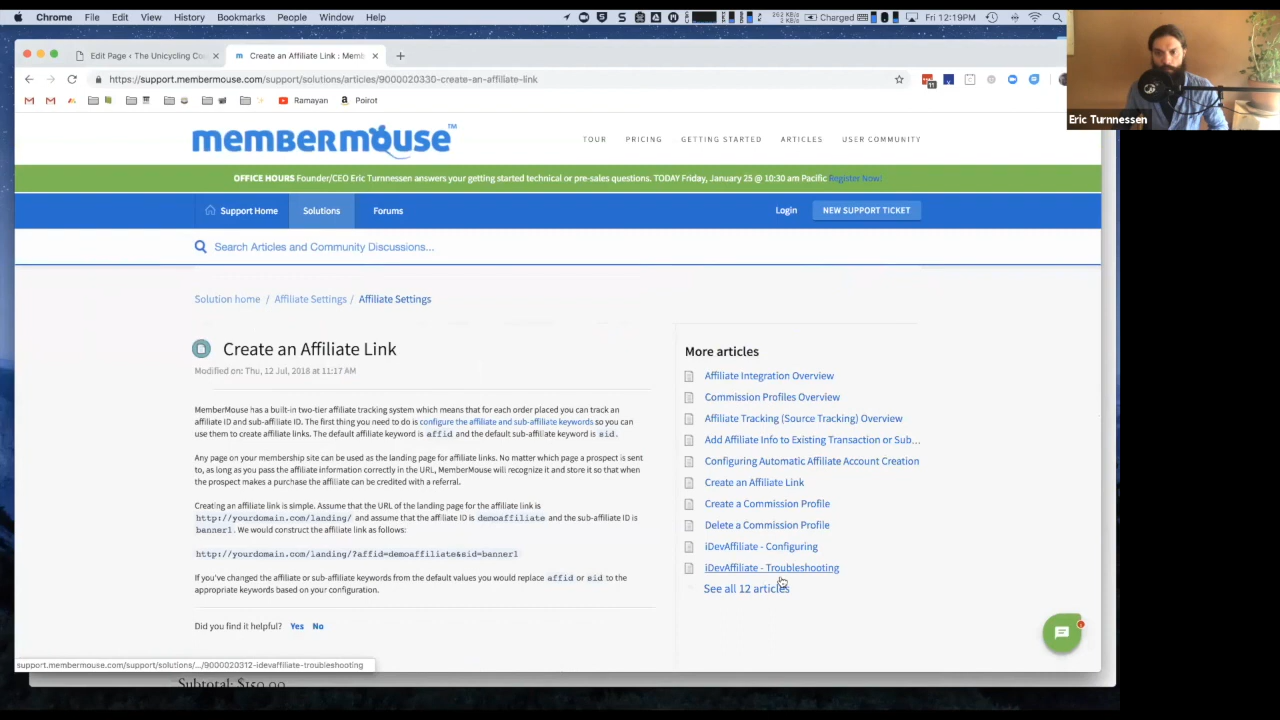 Chrome File Edit View History Bookmarks People Window Help
Charged Fri 12:19PM
Edit Page ‹ The Unicycling Co
Create an Affiliate Link : Memb
https://support.membermouse.com/support/solutions/articles/9000020330-create-an-affiliate-link
11
Ramayan
Poirot
Eric Turnnessen
membermouse™
TOUR PRICING GETTING STARTED ARTICLES USER COMMUNITY
OFFICE HOURS Founder/CEO Eric Turnnessen answers your getting started technical or pre-sales questions. TODAY Friday, January 25 @ 10:30 am Pacific Register Now!
Support Home Solutions Forums Login NEW SUPPORT TICKET
Search Articles and Community Discussions...
Solution home / Affiliate Settings / Affiliate Settings
Create an Affiliate Link
Modified on: Thu, 12 Jul, 2018 at 11:17 AM
MemberMouse has a built-in two-tier affiliate tracking system which means that for each order placed you can track an
affiliate ID and sub-affiliate ID. The first thing you need to do is configure the affiliate and sub-affiliate keywords so you can
use them to create affiliate links. The default affiliate keyword is affid and the default sub-affiliate keyword is sid.
Any page on your membership site can be used as the landing page for affiliate links. No matter which page a prospect is sent
to, as long as you pass the affiliate information correctly in the URL, MemberMouse will recognize it and store it so that when
the prospect makes a purchase the affiliate can be credited with a referral.
Creating an affiliate link is simple. Assume that the URL of the landing page for the affiliate link is
http://yourdomain.com/landing/ and assume that the affiliate ID is demoaffiliate and the sub-affiliate ID is
banner1. We would construct the affiliate link as follows:
http://yourdomain.com/landing/?affid=demoaffiliate&sid=banner1
If you've changed the affiliate or sub-affiliate keywords from the default values you would replace affid or sid to the
appropriate keywords based on your configuration.
Did you find it helpful? Yes No
More articles
Affiliate Integration Overview
Commission Profiles Overview
Affiliate Tracking (Source Tracking) Overview
Add Affiliate Info to Existing Transaction or Sub...
Configuring Automatic Affiliate Account Creation
Create an Affiliate Link
Create a Commission Profile
Delete a Commission Profile
iDevAffiliate - Configuring
iDevAffiliate - Troubleshooting
See all 12 articles
support.membermouse.com/support/solutions/.../9000020312-idevaffiliate-troubleshooting
Subtotal: $150.00